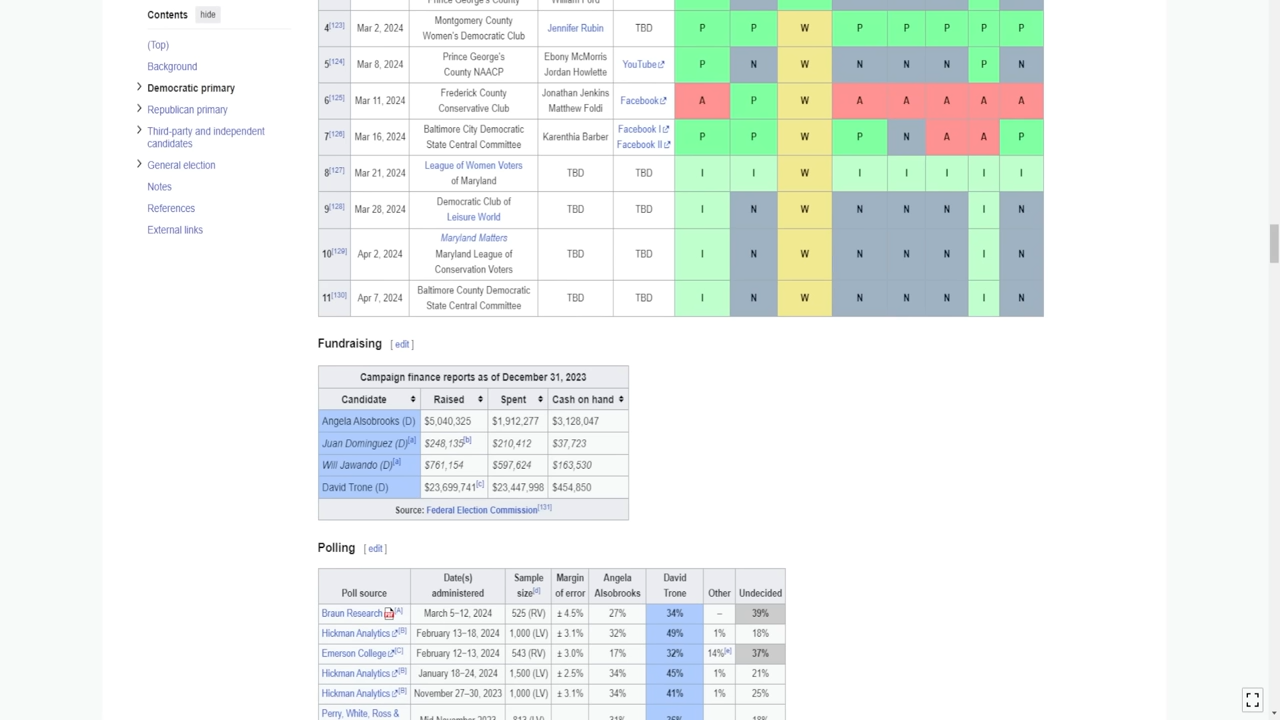 Contents hide
(Top)
Background
Democratic primary
Republican primary
Third-party and independent
candidates
General election
Notes
References
External links
4[123] Mar 2, 2024 Montgomery County Women's Democratic Club Jennifer Rubin TBD P P W P P P P P
5[124] Mar 8, 2024 Prince George's County NAACP Ebony McMorris Jordan Howlette YouTube P N W N N N P N
6[125] Mar 11, 2024 Frederick County Conservative Club Jonathan Jenkins Matthew Foldi Facebook A P W A A A A A
7[126] Mar 16, 2024 Baltimore City Democratic State Central Committee Karenthia Barber Facebook I Facebook II P P W P N A A P
8[127] Mar 21, 2024 League of Women Voters of Maryland TBD TBD I I W I I I I I
9[128] Mar 28, 2024 Democratic Club of Leisure World TBD TBD I N W N N N I N
10[129] Apr 2, 2024 Maryland Matters Maryland League of Conservation Voters TBD TBD I N W N N N I N
11[130] Apr 7, 2024 Baltimore County Democratic State Central Committee TBD TBD I N W N N N I N
Fundraising [ edit ]
Campaign finance reports as of December 31, 2023
Candidate Raised Spent Cash on hand
Angela Alsobrooks (D) $5,040,325 $1,912,277 $3,128,047
Juan Dominguez (D)[a] $248,135[b] $210,412 $37,723
Will Jawando (D)[a] $761,154 $597,624 $163,530
David Trone (D) $23,699,741[c] $23,447,998 $454,850
Source: Federal Election Commission[131]
Polling [ edit ]
Poll source Date(s) administered Sample size[d] Margin of error Angela Alsobrooks David Trone Other Undecided
Braun Research [A] March 5–12, 2024 525 (RV) ± 4.5% 27% 34% – 39%
Hickman Analytics [B] February 13–18, 2024 1,000 (LV) ± 3.1% 32% 49% 1% 18%
Emerson College [C] February 12–13, 2024 543 (RV) ± 3.0% 17% 32% 14%[e] 37%
Hickman Analytics [B] January 18–24, 2024 1,500 (LV) ± 2.5% 34% 45% 1% 21%
Hickman Analytics [B] November 27–30, 2023 1,000 (LV) ± 3.1% 34% 41% 1% 25%
Perry, White, Ross &